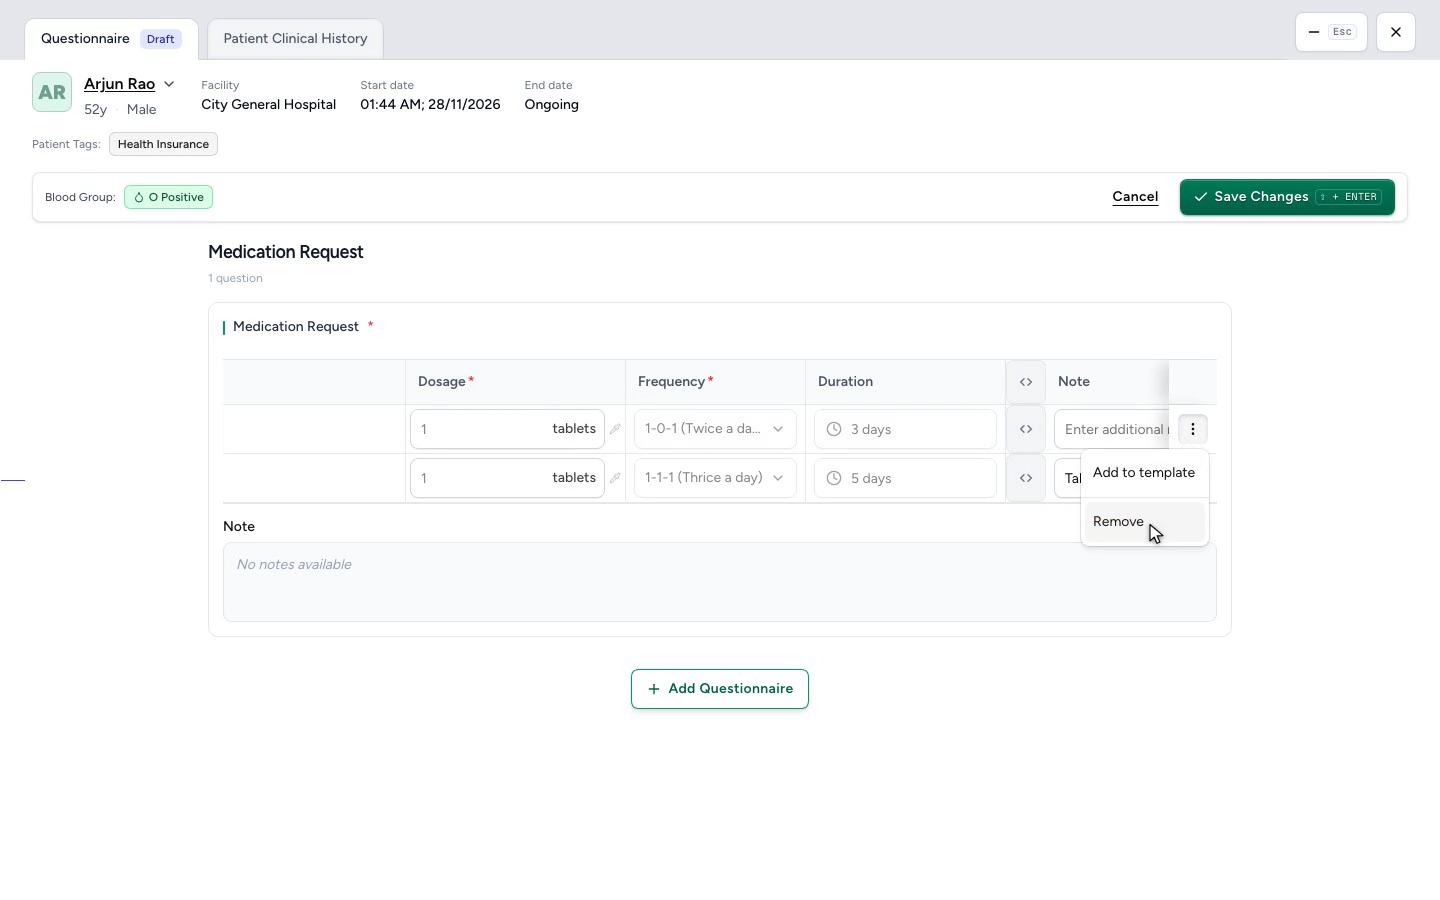 Questionnaire Draft Patient Clinical History Esc
AR Arjun Rao
52y · Male
Facility
City General Hospital
Start date
01:44 AM; 28/11/2026
End date
Ongoing
Patient Tags: Health Insurance
Blood Group: O Positive Cancel Save Changes ⇧ + ENTER
Medication Request
1 question
Medication Request *
Dosage* Frequency* Duration Note
1 tablets 1-0-1 (Twice a da... 3 days Enter additional
1 tablets 1-1-1 (Thrice a day) 5 days
Add to template
Remove
Note
No notes available
+ Add Questionnaire